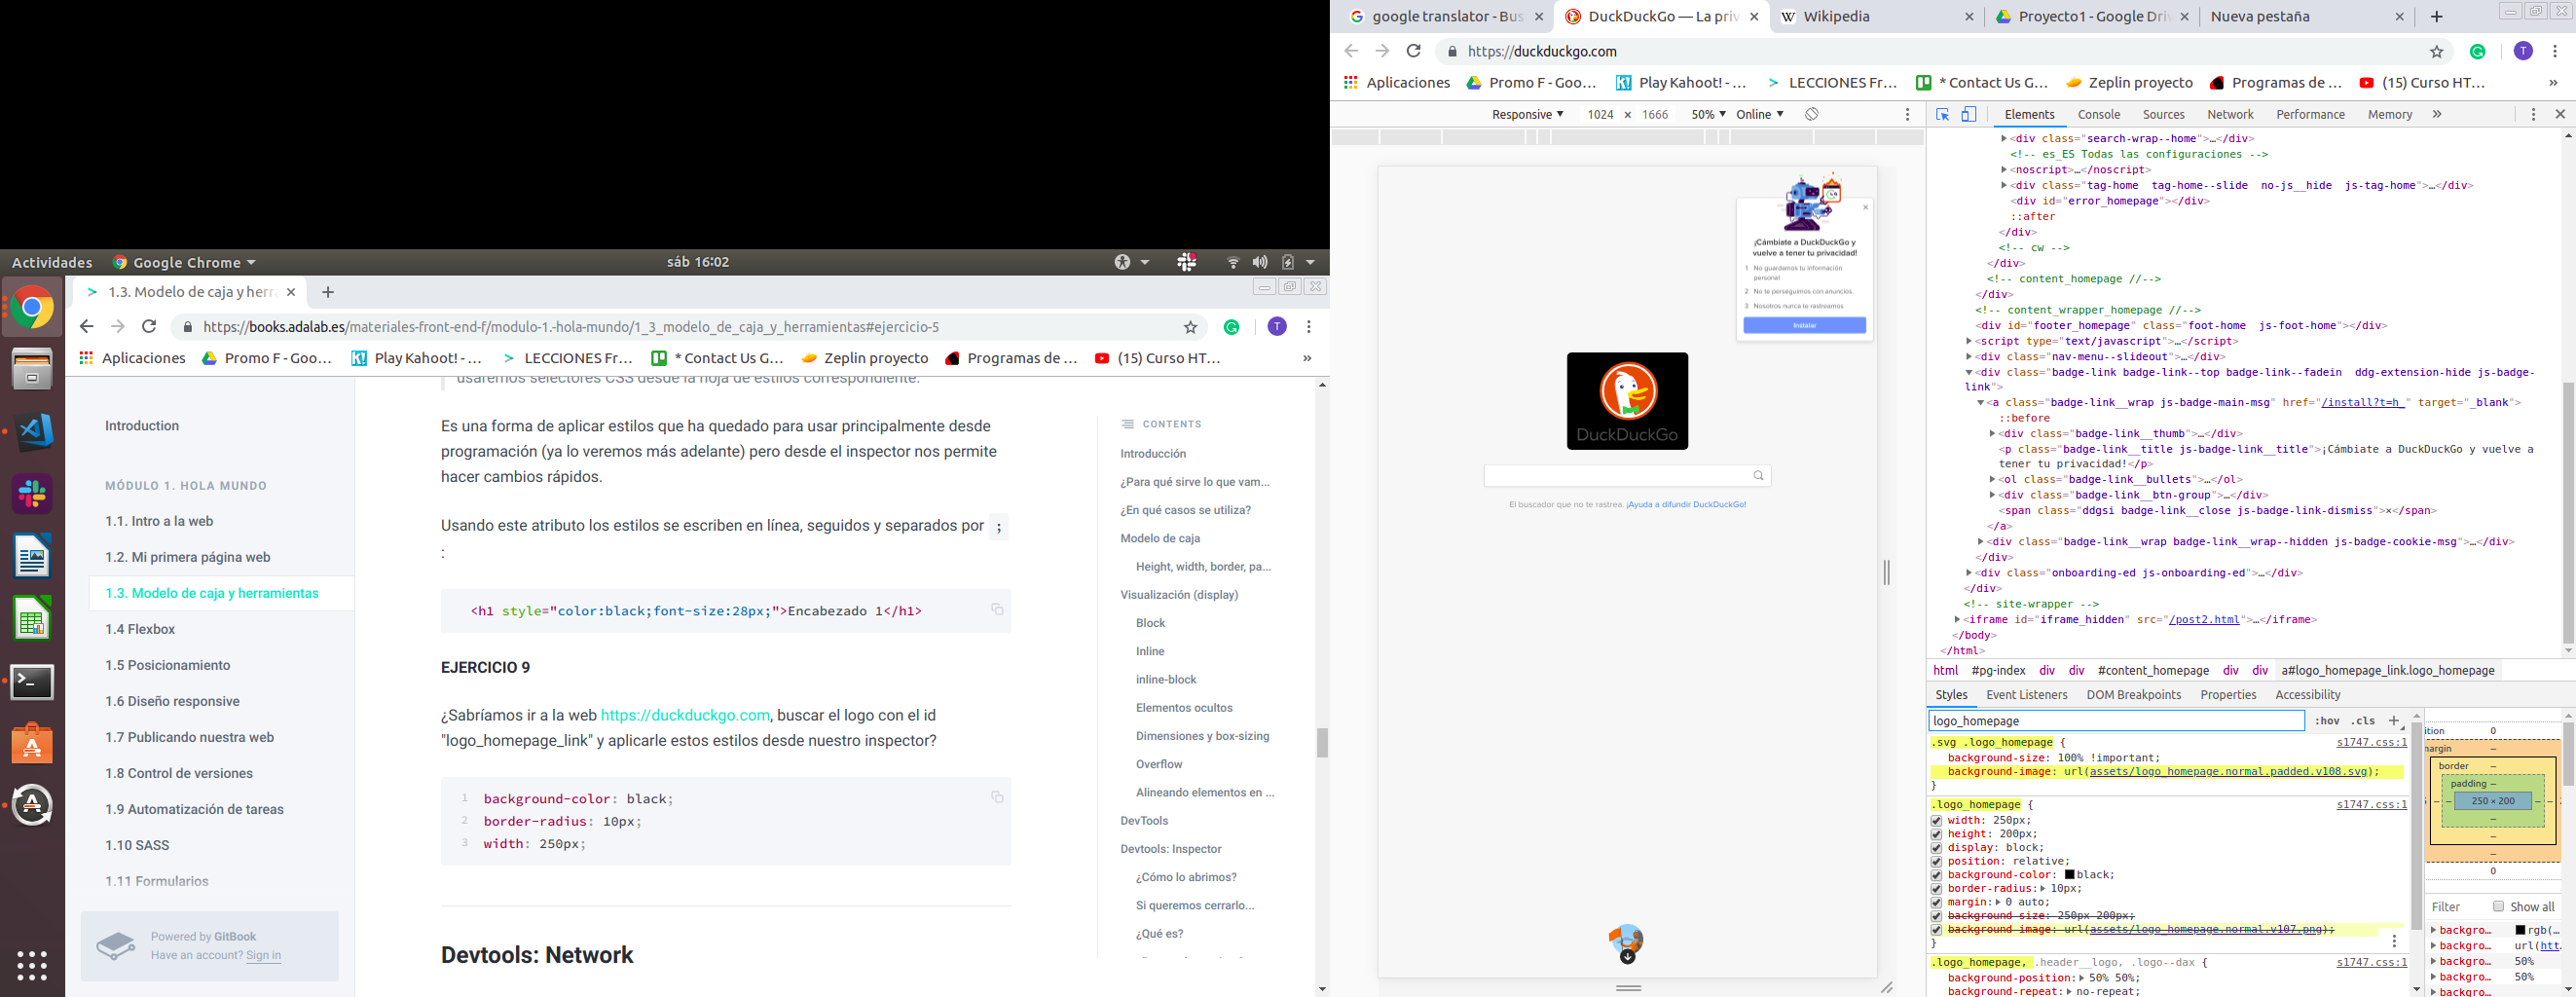 Actividades
Google Chrome
sáb 16:02
1.3. Modelo de caja y herr
https://books.adalab.es/materiales-front-end-f/modulo-1.-hola-mundo/1_3_modelo_de_caja_y_herramientas#ejercicio-5
T
Aplicaciones
Promo F - Goo...
Play Kahoot! - ...
LECCIONES Fr...
* Contact Us G...
Zeplin proyecto
Programas de ...
(15) Curso HT...
»
Introduction
MÓDULO 1. HOLA MUNDO
1.1. Intro a la web
1.2. Mi primera página web
1.3. Modelo de caja y herramientas
1.4 Flexbox
1.5 Posicionamiento
1.6 Diseño responsive
1.7 Publicando nuestra web
1.8 Control de versiones
1.9 Automatización de tareas
1.10 SASS
1.11 Formularios
Powered by GitBook
Have an account? Sign in
usaremos selectores CSS desde la hoja de estilos correspondiente.
Es una forma de aplicar estilos que ha quedado para usar principalmente desde
programación (ya lo veremos más adelante) pero desde el inspector nos permite
hacer cambios rápidos.
Usando este atributo los estilos se escriben en línea, seguidos y separados por ;
:
<h1 style="color:black;font-size:28px;">Encabezado 1</h1>
EJERCICIO 9
¿Sabríamos ir a la web https://duckduckgo.com, buscar el logo con el id
"logo_homepage_link" y aplicarle estos estilos desde nuestro inspector?
1 background-color: black;
2 border-radius: 10px;
3 width: 250px;
Devtools: Network
CONTENTS
Introducción
¿Para qué sirve lo que vam...
¿En qué casos se utiliza?
Modelo de caja
Height, width, border, pa...
Visualización (display)
Block
Inline
inline-block
Elementos ocultos
Dimensiones y box-sizing
Overflow
Alineando elementos en ...
DevTools
Devtools: Inspector
¿Cómo lo abrimos?
Si queremos cerrarlo...
¿Qué es?
google translator - Bus
DuckDuckGo — La priv
Wikipedia
Proyecto1 - Google Driv
Nueva pestaña
https://duckduckgo.com
T
Aplicaciones
Promo F - Goo...
Play Kahoot! - ...
LECCIONES Fr...
* Contact Us G...
Zeplin proyecto
Programas de ...
(15) Curso HT...
»
Responsive 1024 × 1666 50% Online
¡Cámbiate a DuckDuckGo y
vuelve a tener tu privacidad!
1 No guardamos tu información
personal
2 No te perseguimos con anuncios.
3 Nosotros nunca te rastreamos
Instalar
DuckDuckGo
El buscador que no te rastrea. ¡Ayuda a difundir DuckDuckGo!
Elements Console Sources Network Performance Memory »
<div class="search-wrap--home">…</div>
<!-- es_ES Todas las configuraciones -->
<noscript>…</noscript>
<div class="tag-home  tag-home--slide  no-js__hide  js-tag-home">…</div>
<div id="error_homepage"></div>
::after
</div>
<!-- cw -->
</div>
<!-- content_homepage //-->
</div>
<!-- content_wrapper_homepage //-->
<div id="footer_homepage" class="foot-home  js-foot-home"></div>
<script type="text/javascript">…</script>
<div class="nav-menu--slideout">…</div>
<div class="badge-link badge-link--top badge-link--fadein  ddg-extension-hide js-badge-
link">
<a class="badge-link__wrap js-badge-main-msg" href="/install?t=h_" target="_blank">
::before
<div class="badge-link__thumb">…</div>
<p class="badge-link__title js-badge-link__title">¡Cámbiate a DuckDuckGo y vuelve a
tener tu privacidad!</p>
<ol class="badge-link__bullets">…</ol>
<div class="badge-link__btn-group">…</div>
<span class="ddgsi badge-link__close js-badge-link-dismiss">×</span>
</a>
<div class="badge-link__wrap badge-link__wrap--hidden js-badge-cookie-msg">…</div>
</div>
<div class="onboarding-ed js-onboarding-ed">…</div>
</div>
<!-- site-wrapper -->
<iframe id="iframe_hidden" src="/post2.html">…</iframe>
</body>
</html>
html #pg-index div div #content_homepage div div a#logo_homepage_link.logo_homepage
Styles Event Listeners DOM Breakpoints Properties Accessibility
logo_homepage :hov .cls +
.svg .logo_homepage { s1747.css:1
background-size: 100% !important;
background-image: url(assets/logo_homepage.normal.padded.v108.svg);
}
.logo_homepage { s1747.css:1
width: 250px;
height: 200px;
display: block;
position: relative;
background-color: black;
border-radius: 10px;
margin: 0 auto;
background-size: 250px 200px;
background-image: url(assets/logo_homepage.normal.v107.png);
}
.logo_homepage, .header__logo, .logo--dax { s1747.css:1
background-position: 50% 50%;
background-repeat: no-repeat;
ition 0
nargin –
border –
padding –
250 × 200
–
–
–
0
Filter Show all
backgro… rgb(…
backgro… url(htt…
backgro… 50%
backgro… 50%
backgro…